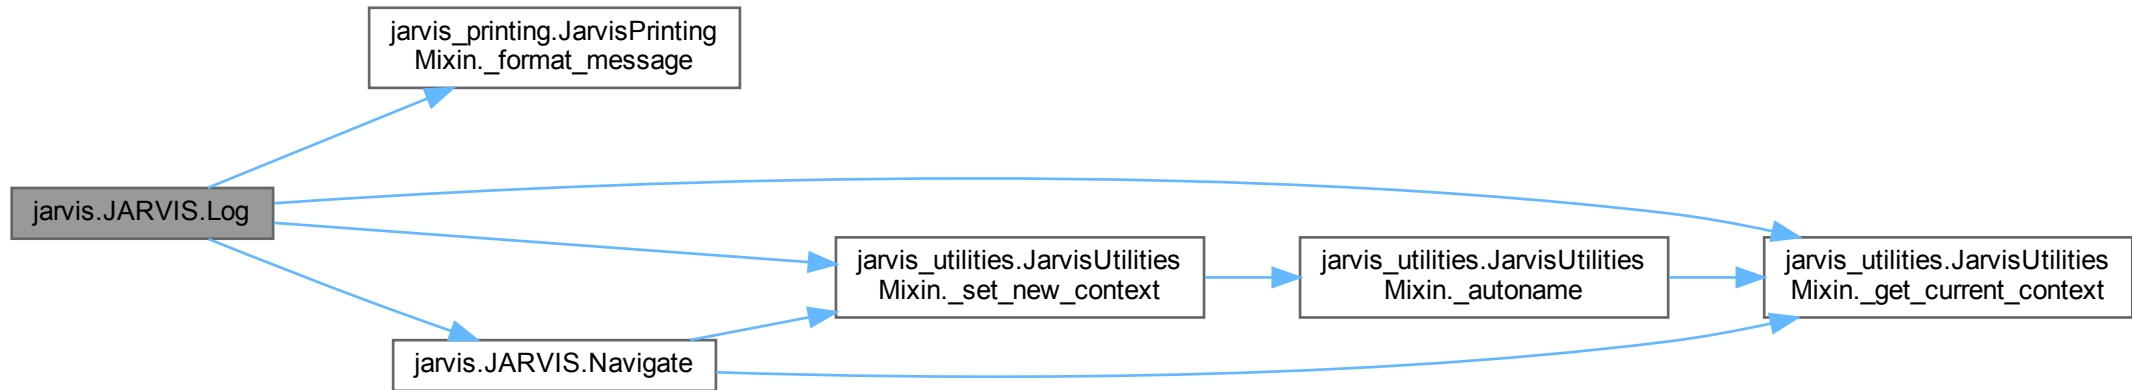 jarvis_printing.JarvisPrinting
Mixin._format_message
jarvis.JARVIS.Log
jarvis_utilities.JarvisUtilities
Mixin._set_new_context
jarvis_utilities.JarvisUtilities
Mixin._autoname
jarvis_utilities.JarvisUtilities
Mixin._get_current_context
jarvis.JARVIS.Navigate